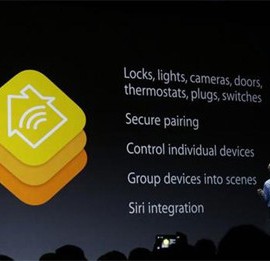 Locks, lights, cameras, doors,
thermostats, plugs, switches
Secure pairing
Control individual devices
Group devices into scenes
Siri integration